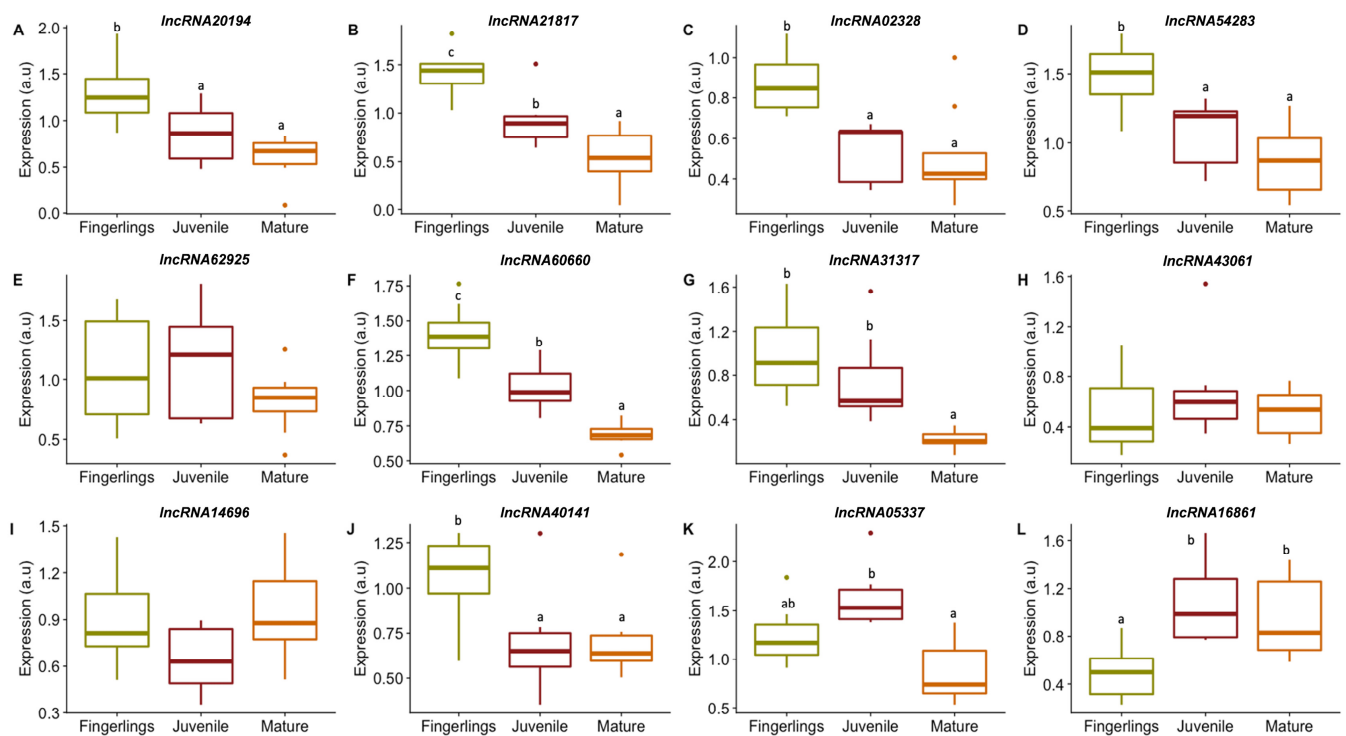 A lncRNA20194 B lncRNA21817 C lncRNA02328 D lncRNA54283
Expression (a.u) Expression (a.u) Expression (a.u) Expression (a.u)
2.0 1.5 1.0 0.5 0.0
b a a
1.5 1.0 0.5 0.0
c b a
1.0 0.8 0.6 0.4
b a a
1.5 1.0 0.5
b a a
Fingerlings Juvenile Mature Fingerlings Juvenile Mature Fingerlings Juvenile Mature Fingerlings Juvenile Mature
E lncRNA62925 F lncRNA60660 G lncRNA31317 H lncRNA43061
Expression (a.u) Expression (a.u) Expression (a.u) Expression (a.u)
1.5 1.0 0.5
1.75 1.50 1.25 1.00 0.75 0.50
c b a
1.6 1.2 0.8 0.4
b b a
1.6 1.2 0.8 0.4
Fingerlings Juvenile Mature Fingerlings Juvenile Mature Fingerlings Juvenile Mature Fingerlings Juvenile Mature
I lncRNA14696 J lncRNA40141 K lncRNA05337 L lncRNA16861
Expression (a.u) Expression (a.u) Expression (a.u) Expression (a.u)
1.5 1.2 0.9 0.6 0.3
1.25 1.00 0.75 0.50
b a a
2.0 1.5 1.0 0.5
ab b a
1.6 1.2 0.8 0.4
a b b
Fingerlings Juvenile Mature Fingerlings Juvenile Mature Fingerlings Juvenile Mature Fingerlings Juvenile Mature